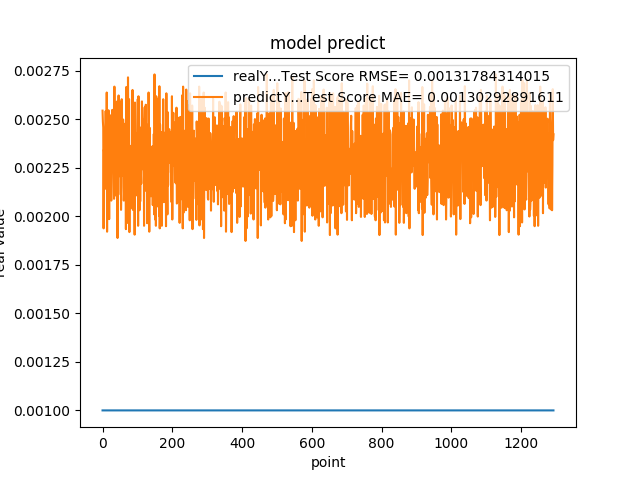 model predict
realY...Test Score RMSE= 0.00131784314015
predictY...Test Score MAE= 0.00130292891611
0.00275
0.00250
0.00225
0.00200
0.00175
0.00150
0.00125
0.00100
value
0 200 400 600 800 1000 1200
point